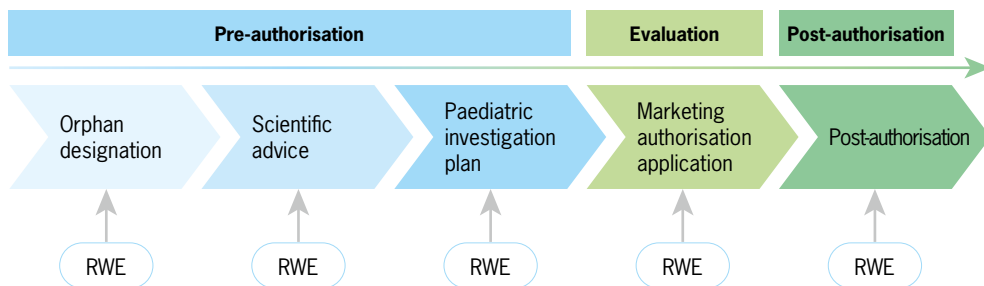 Pre-authorisation
Evaluation
Post-authorisation
Orphan
designation
Scientific
advice
Paediatric
investigation
plan
Marketing
authorisation
application
Post-authorisation
RWE
RWE
RWE
RWE
RWE